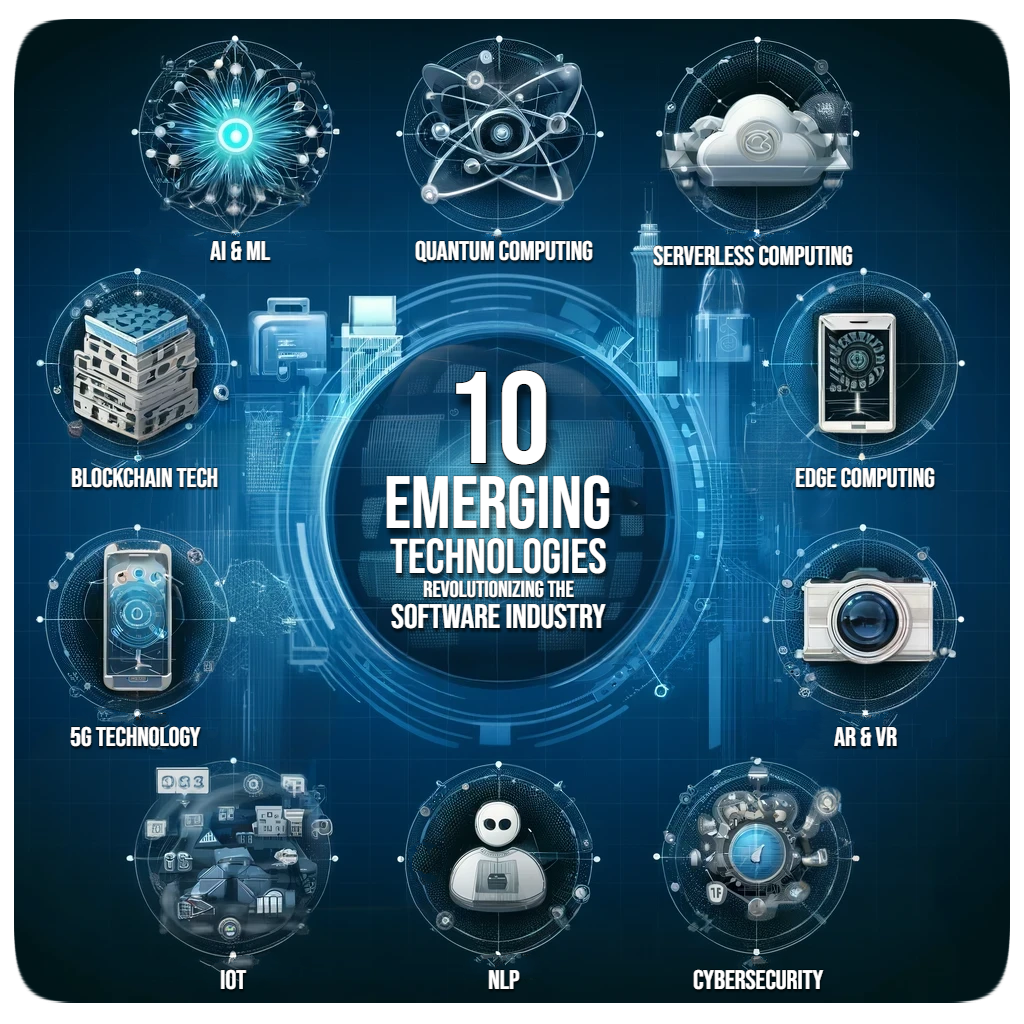 AI & ML
QUANTUM COMPUTING
SERVERLESS COMPUTING
BLOCKCHAIN TECH
10
EMERGING
TECHNOLOGIES
REVOLUTIONIZING THE
SOFTWARE INDUSTRY
EDGE COMPUTING
5G TECHNOLOGY
AR & VR
IOT
NLP
CYBERSECURITY